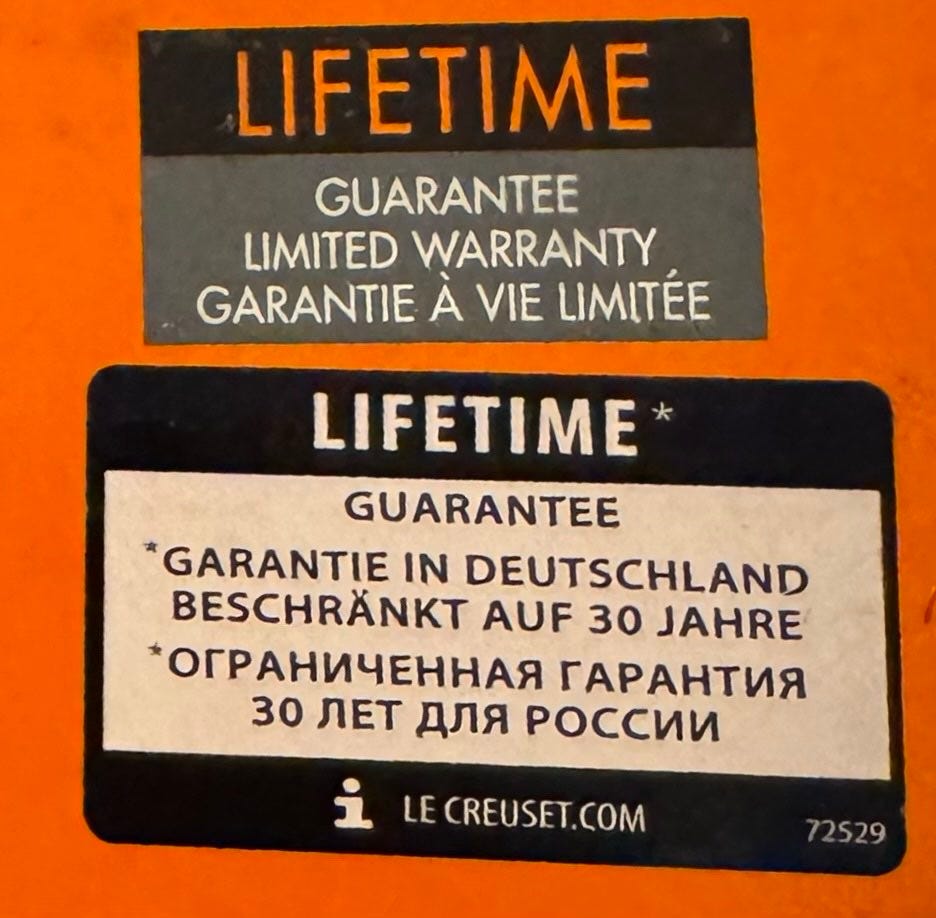 LIFETIME
GUARANTEE
LIMITED WARRANTY
GARANTIE À VIE LIMITÉE
LIFETIME*
GUARANTEE
*GARANTIE IN DEUTSCHLAND
BESCHRÄNKT AUF 30 JAHRE
*ОГРАНИЧЕННАЯ ГАРАНТИЯ
30 ЛЕТ ДЛЯ РОССИИ
i LE CREUSET.COM
72529